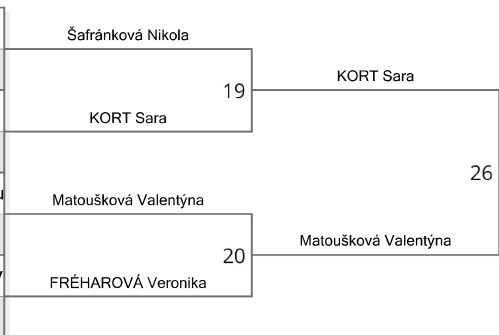 Šafránková Nikola
KORT Sara
19
KORT Sara
26
Matoušková Valentýna
Matoušková Valentýna
20
FRÉHAROVÁ Veronika